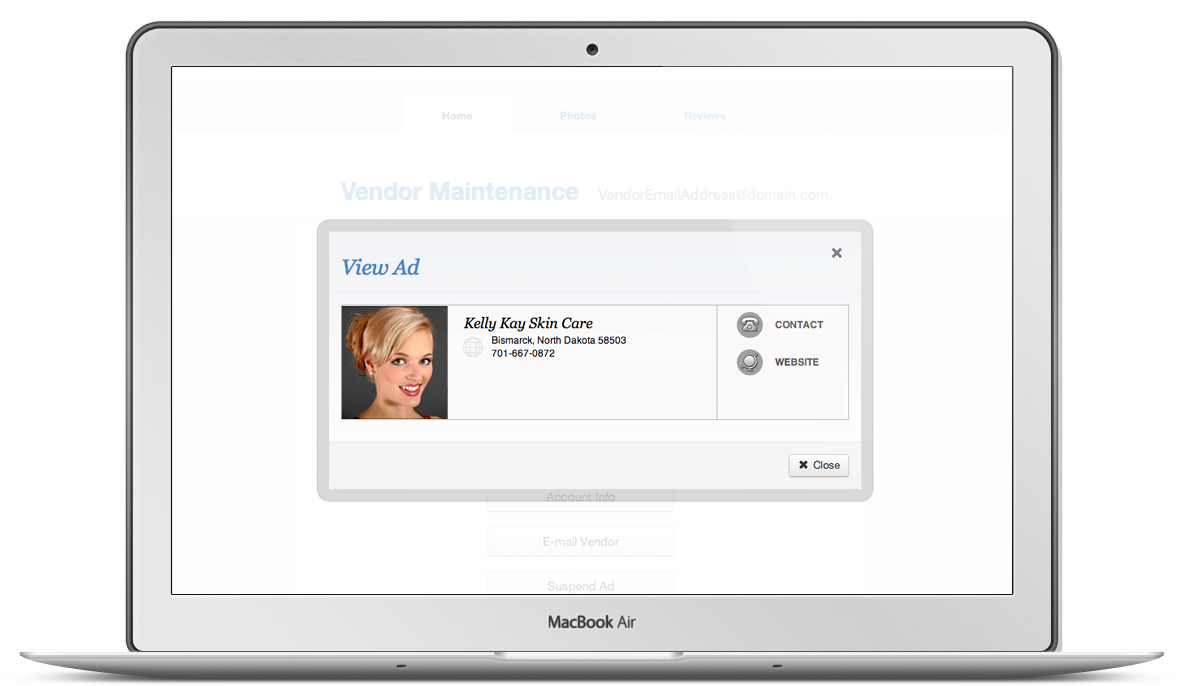 Home Photos Reviews
Vendor Maintenance VendorEmailAddress@domain.com
View Ad
Kelly Kay Skin Care
Bismarck, North Dakota 58503
701-667-0872
CONTACT
WEBSITE
Close
Account Info
E-mail Vendor
Suspend Ad
MacBook Air